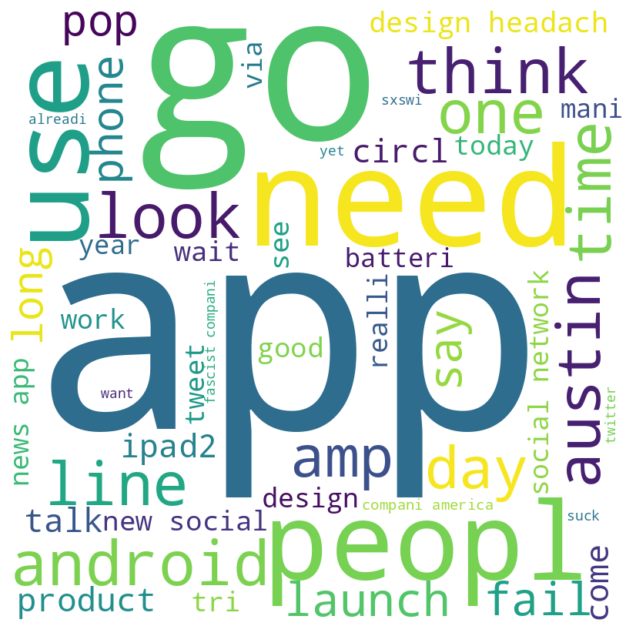 pop
go
design headach
use
phone
via
think
alreadi
sxswi
one
mani
yet
circl
today
need
time
look
year
wait
see
batteri
long
app
austin
work
good
realli
say
social network
news app
tweet
fascist compani
want
twitter
ipad2
amp
day
line
design
compani america
talk
new social
peopl
suck
android
come
product
tri
launch
fail